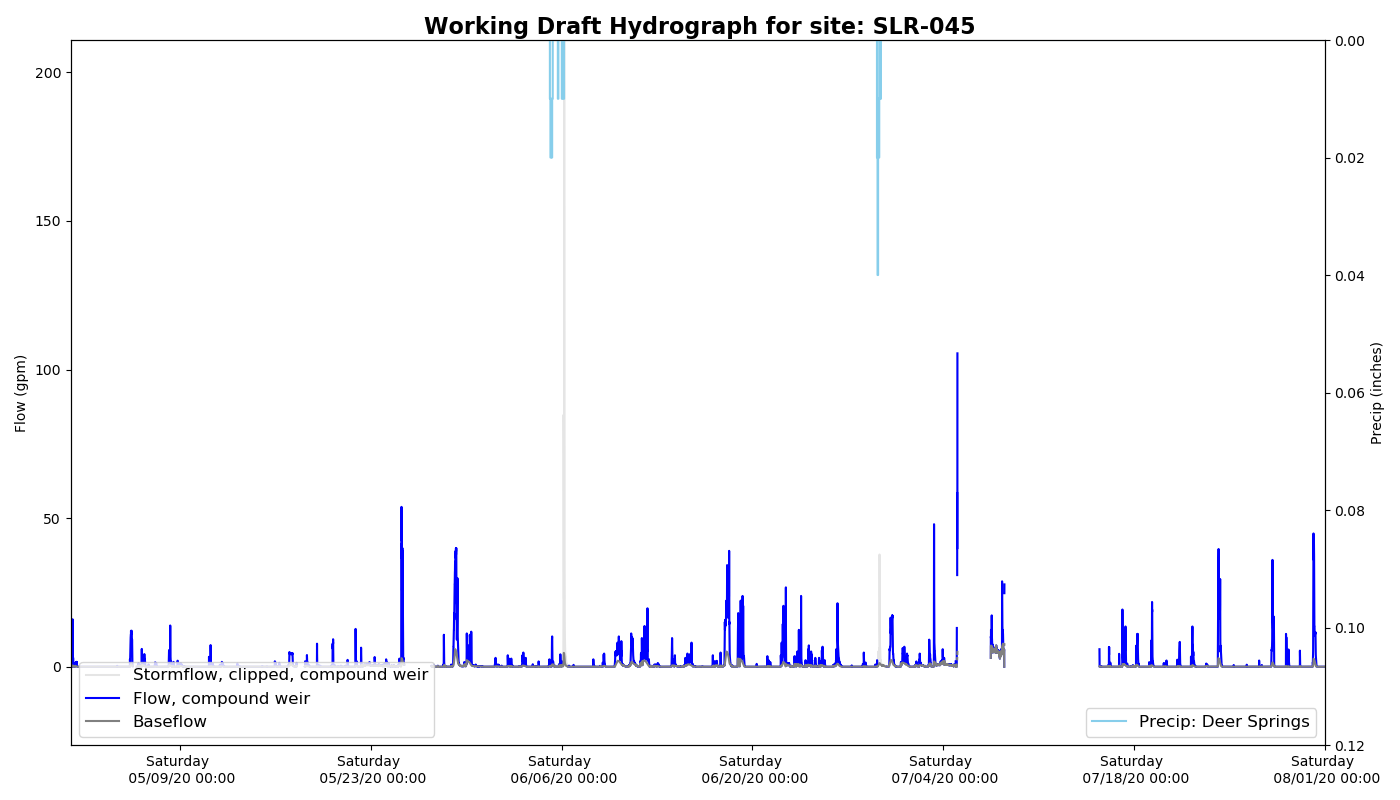 Working Draft Hydrograph for site: SLR-045
200
150
100
50
0
Flow (gpm)
0.00
0.02
0.04
0.06
0.08
0.10
0.12
Precip (inches)
Stormflow, clipped, compound weir
Flow, compound weir
Baseflow
Precip: Deer Springs
Saturday
05/09/20 00:00
Saturday
05/23/20 00:00
Saturday
06/06/20 00:00
Saturday
06/20/20 00:00
Saturday
07/04/20 00:00
Saturday
07/18/20 00:00
Saturday
08/01/20 00:00